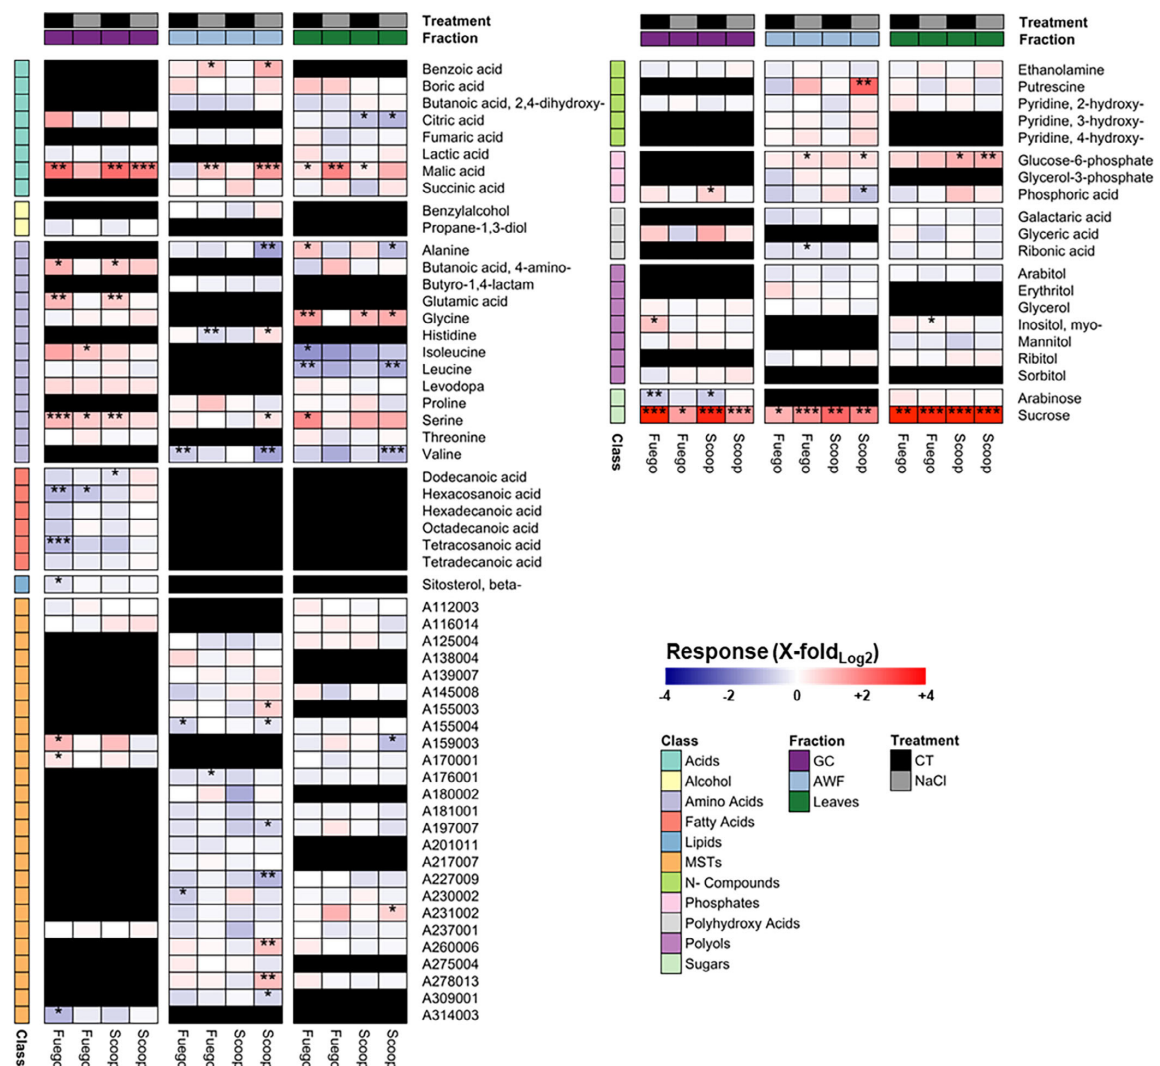 Treatment
Fraction
Benzoic acid
Boric acid
Butanoic acid, 2,4-dihydroxy-
Citric acid
Fumaric acid
Lactic acid
Malic acid
Succinic acid
Benzylalcohol
Propane-1,3-diol
Alanine
Butanoic acid, 4-amino-
Butyro-1,4-lactam
Glutamic acid
Glycine
Histidine
Isoleucine
Leucine
Levodopa
Proline
Serine
Threonine
Valine
Dodecanoic acid
Hexacosanoic acid
Hexadecanoic acid
Octadecanoic acid
Tetracosanoic acid
Tetradecanoic acid
Sitosterol, beta-
A112003
A116014
A125004
A138004
A139007
A145008
A155003
A155004
A159003
A170001
A176001
A180002
A181001
A197007
A201011
A217007
A227009
A230002
A231002
A237001
A260006
A275004
A278013
A309001
A314003
Class
Fuego
Fuego
Scoop
Scoop
Fuego
Fuego
Scoop
Scoop
Fuego
Fuego
Scoop
Scoop
Treatment
Fraction
Ethanolamine
Putrescine
Pyridine, 2-hydroxy-
Pyridine, 3-hydroxy-
Pyridine, 4-hydroxy-
Glucose-6-phosphate
Glycerol-3-phosphate
Phosphoric acid
Galactaric acid
Glyceric acid
Ribonic acid
Arabitol
Erythritol
Glycerol
Inositol, myo-
Mannitol
Ribitol
Sorbitol
Arabinose
Sucrose
Class
Fuego
Fuego
Scoop
Scoop
Fuego
Fuego
Scoop
Scoop
Fuego
Fuego
Scoop
Scoop
Response (X-fold Log2)
-4 -2 0 +2 +4
Class
Acids
Alcohol
Amino Acids
Fatty Acids
Lipids
MSTs
N- Compounds
Phosphates
Polyhydroxy Acids
Polyols
Sugars
Fraction
GC
AWF
Leaves
Treatment
CT
NaCl